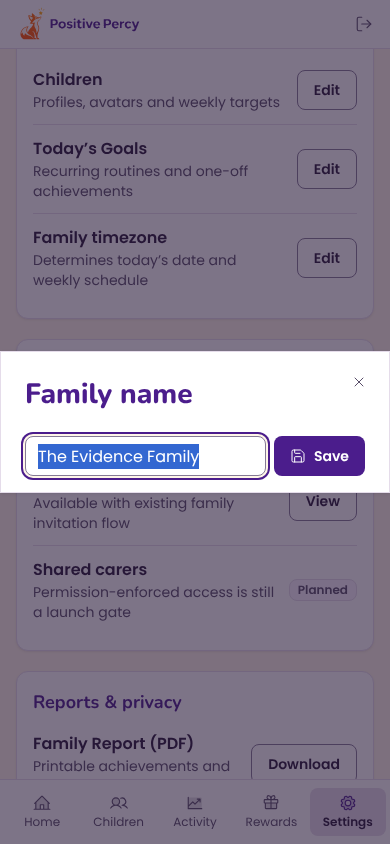 Positive Percy
Children
Profiles, avatars and weekly targets
Edit
Today's Goals
Recurring routines and one-off
achievements
Edit
Family timezone
Determines today's date and
weekly schedule
Edit
Family name
The Evidence Family
Save
Available with existing family
invitation flow
View
Shared carers
Permission-enforced access is still
a launch gate
Planned
Reports & privacy
Family Report (PDF)
Printable achievements and
Download
Home
Children
Activity
Rewards
Settings